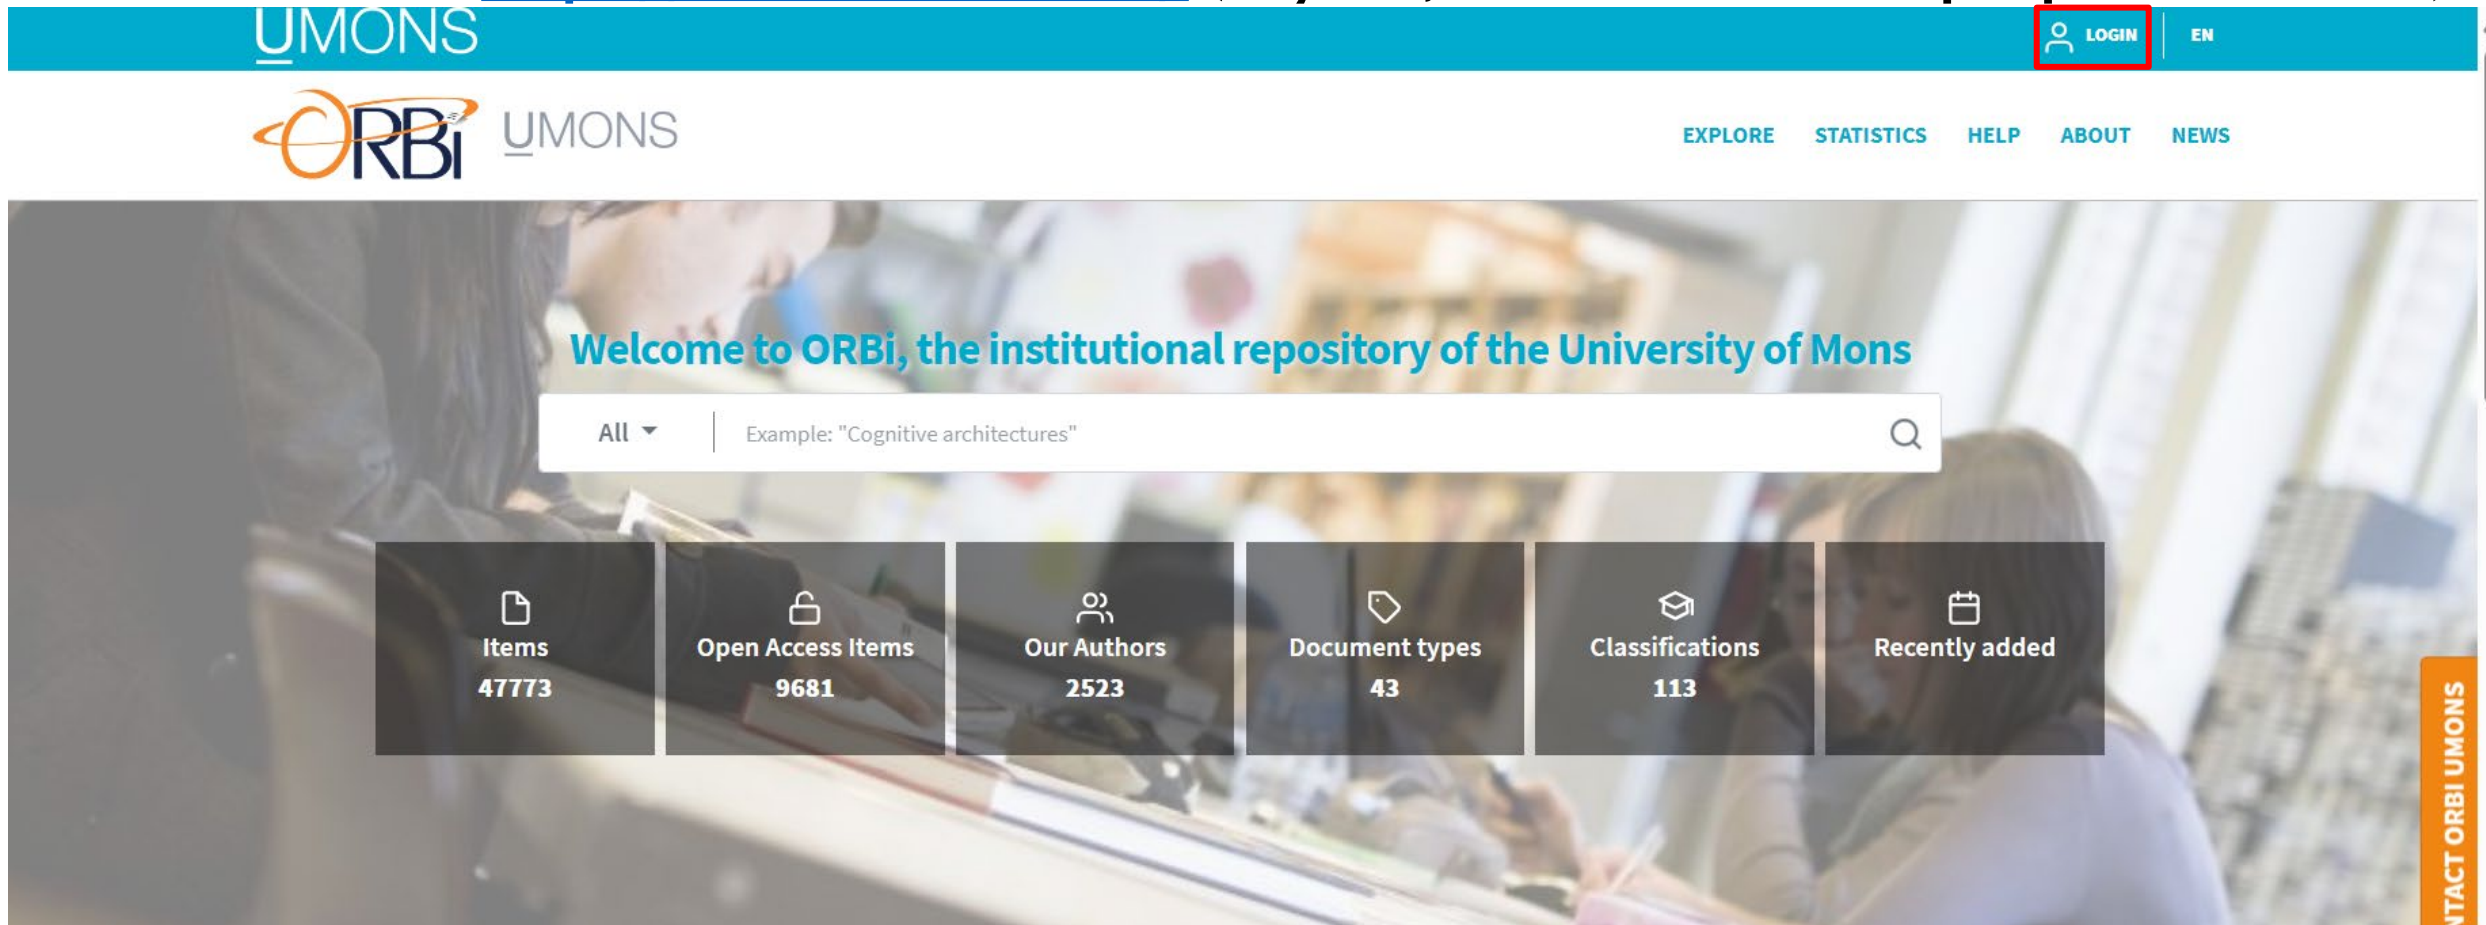 UMONS
LOGIN
EN
ORBi UMONS
EXPLORE STATISTICS HELP ABOUT NEWS
Welcome to ORBi, the institutional repository of the University of Mons
All
Example: "Cognitive architectures"
Items
47773
Open Access Items
9681
Our Authors
2523
Document types
43
Classifications
113
Recently added
ORBI UMONS